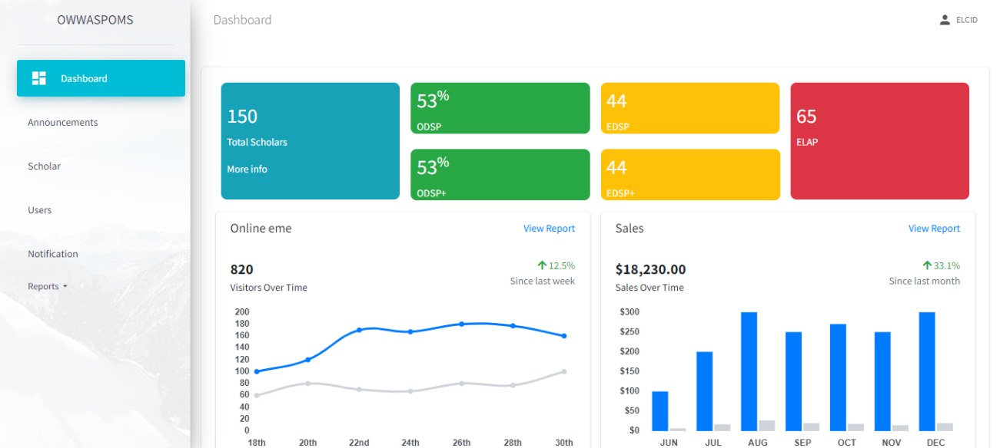 OWWASPOMS
Dashboard
ELCID
Dashboard
Announcements
Scholar
Users
Notification
Reports
150
Total Scholars
More info
53%
ODSP
53%
ODSP+
44
EDSP
44
EDSP+
65
ELAP
Online eme
View Report
820
Visitors Over Time
12.5%
Since last week
200
180
160
140
120
100
80
60
40
20
0
18th 20th 22nd 24th 26th 28th 30th
Sales
View Report
$18,230.00
Sales Over Time
33.1%
Since last month
$300
$250
$200
$150
$100
$50
$0
JUN JUL AUG SEP OCT NOV DEC